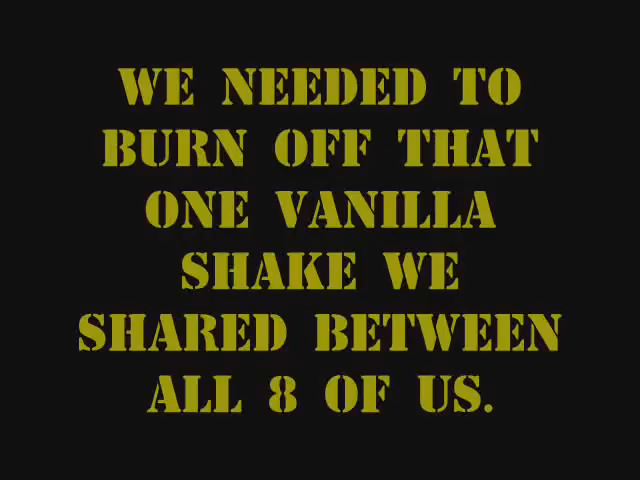 WE NEEDED TO
BURN OFF THAT
ONE VANILLA
SHAKE WE
SHARED BETWEEN
ALL 8 OF US.